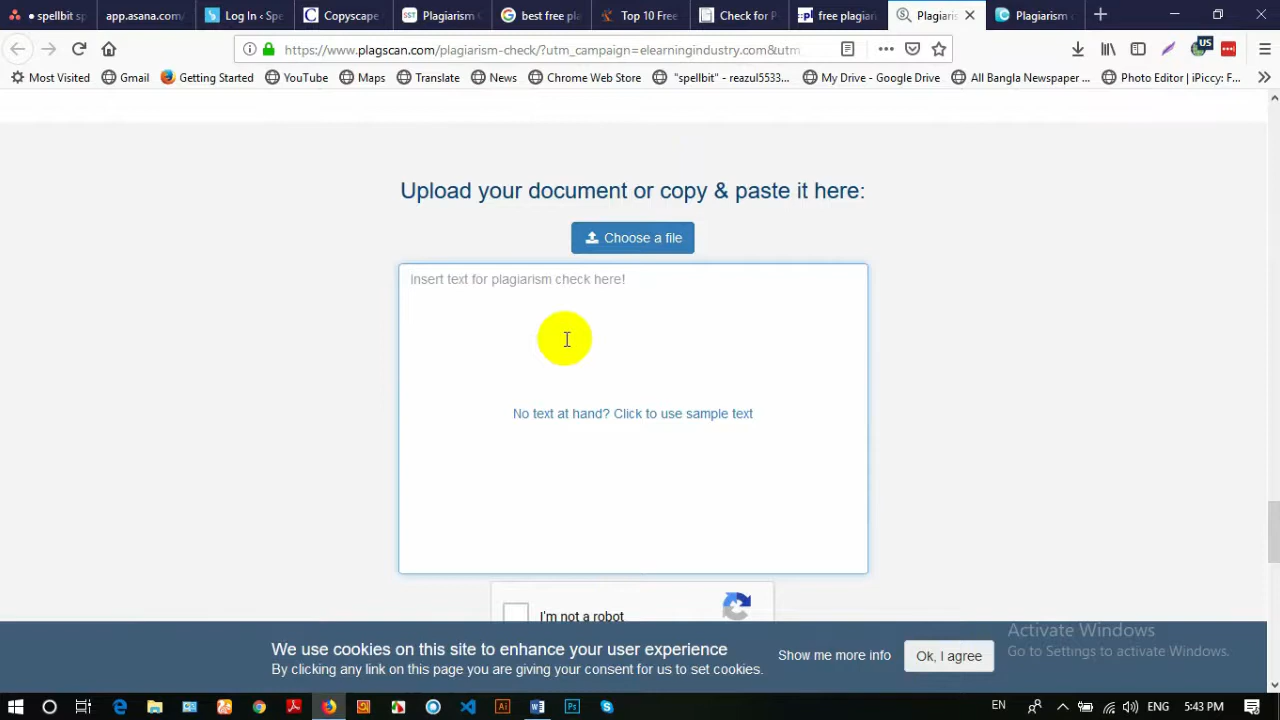 spellbit sp
app.asana.com/
Log In ‹ Spe
Copyscape
Plagiarism C
best free pla
Top 10 Free
Check for P
free plagiari
Plagiaris
Plagiarism c
https://www.plagscan.com/plagiarism-check/?utm_campaign=elearningindustry.com&utm_
US
Most Visited
Gmail
Getting Started
YouTube
Maps
Translate
News
Chrome Web Store
"spellbit" - reazul5533...
My Drive - Google Drive
All Bangla Newspaper ...
Photo Editor | iPiccy: F...
Upload your document or copy & paste it here:
Choose a file
Insert text for plagiarism check here!
No text at hand? Click to use sample text
I'm not a robot
We use cookies on this site to enhance your user experience
By clicking any link on this page you are giving your consent for us to set cookies.
Show me more info
Ok, I agree
Activate Windows
Go to Settings to activate Windows.
EN
ENG
5:43 PM